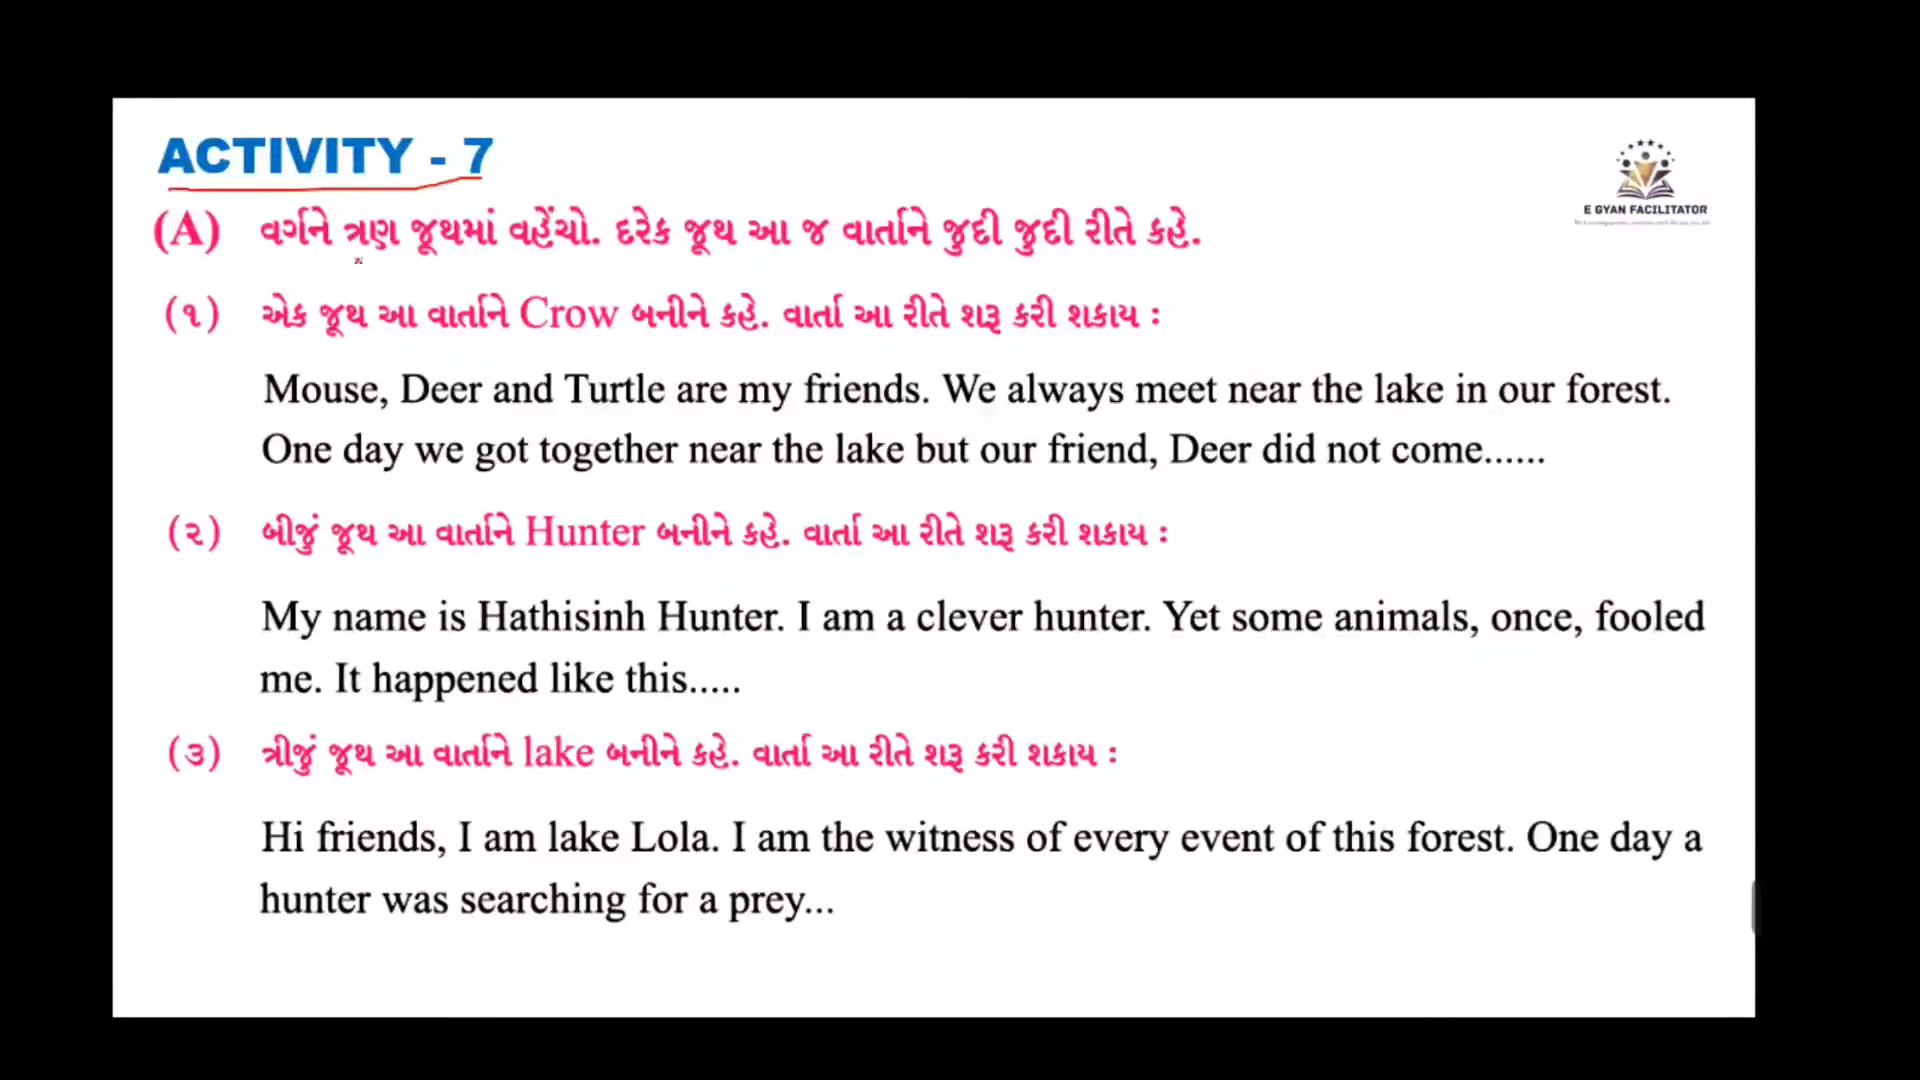 ACTIVITY - 7
E GYAN FACILITATOR
(A) વર્ગને ત્રણ જૂથમાં વહેંચો. દરેક જૂથ આ જ વાર્તાને જુદી જુદી રીતે કહે.
(૧) એક જૂથ આ વાર્તાને Crow બનીને કહે. વાર્તા આ રીતે શરૂ કરી શકાય :
Mouse, Deer and Turtle are my friends. We always meet near the lake in our forest.
One day we got together near the lake but our friend, Deer did not come......
(૨) બીજું જૂથ આ વાર્તાને Hunter બનીને કહે. વાર્તા આ રીતે શરૂ કરી શકાય :
My name is Hathisinh Hunter. I am a clever hunter. Yet some animals, once, fooled
me. It happened like this.....
(૩) ત્રીજું જૂથ આ વાર્તાને lake બનીને કહે. વાર્તા આ રીતે શરૂ કરી શકાય :
Hi friends, I am lake Lola. I am the witness of every event of this forest. One day a
hunter was searching for a prey...